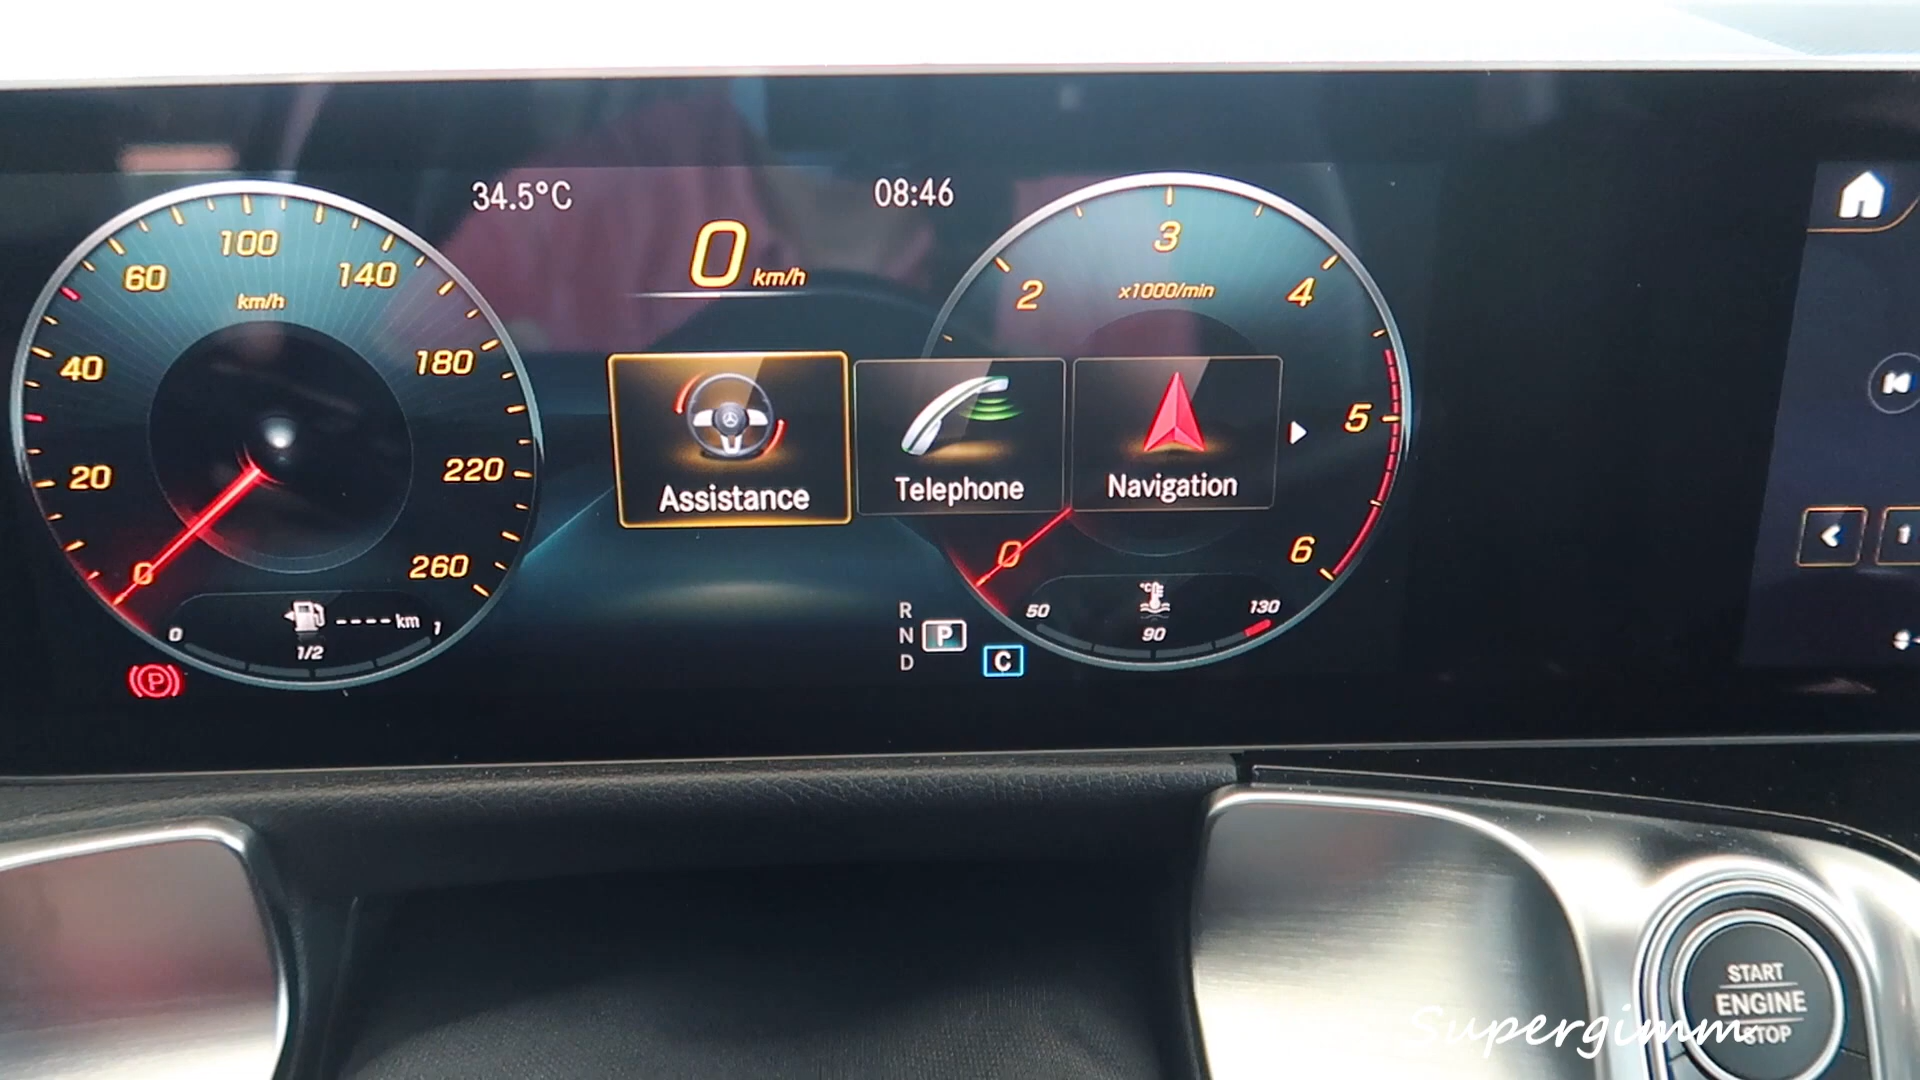 34.5°C
08:46
0 km/h
0
20
40
60
100
140
180
220
260
km/h
0
1/2
1
---- km
P
Assistance
Telephone
Navigation
0
2
3
4
5
6
x1000/min
50
90
130
°C
R
N
D
P
C
1
START
ENGINE
STOP
Supergimm